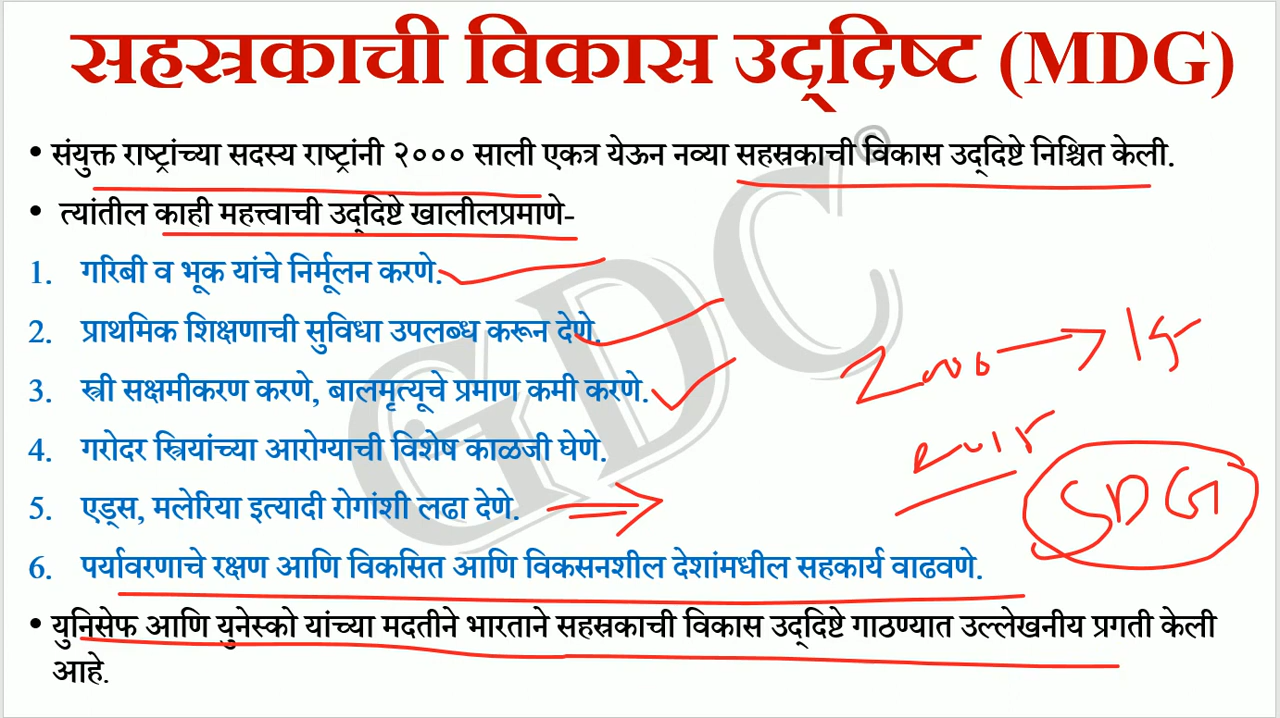 सहस्रकाची विकास उद्‌दिष्ट (MDG)
• संयुक्त राष्ट्रांच्या सदस्य राष्ट्रांनी २००० साली एकत्र येऊन नव्या सहस्रकाची विकास उद्‌दिष्टे निश्चित केली.
• त्यांतील काही महत्त्वाची उद्‌दिष्टे खालीलप्रमाणे-
1. गरिबी व भूक यांचे निर्मूलन करणे.
2. प्राथमिक शिक्षणाची सुविधा उपलब्ध करून देणे.
3. स्त्री सक्षमीकरण करणे, बालमृत्यूचे प्रमाण कमी करणे.
4. गरोदर स्त्रियांच्या आरोग्याची विशेष काळजी घेणे.
5. एड्स, मलेरिया इत्यादी रोगांशी लढा देणे.
6. पर्यावरणाचे रक्षण आणि विकसित आणि विकसनशील देशांमधील सहकार्य वाढवणे.
• युनिसेफ आणि युनेस्को यांच्या मदतीने भारताने सहस्रकाची विकास उद्‌दिष्टे गाठण्यात उल्लेखनीय प्रगती केली
आहे.
GDC
2000 → 15
2015
SDG